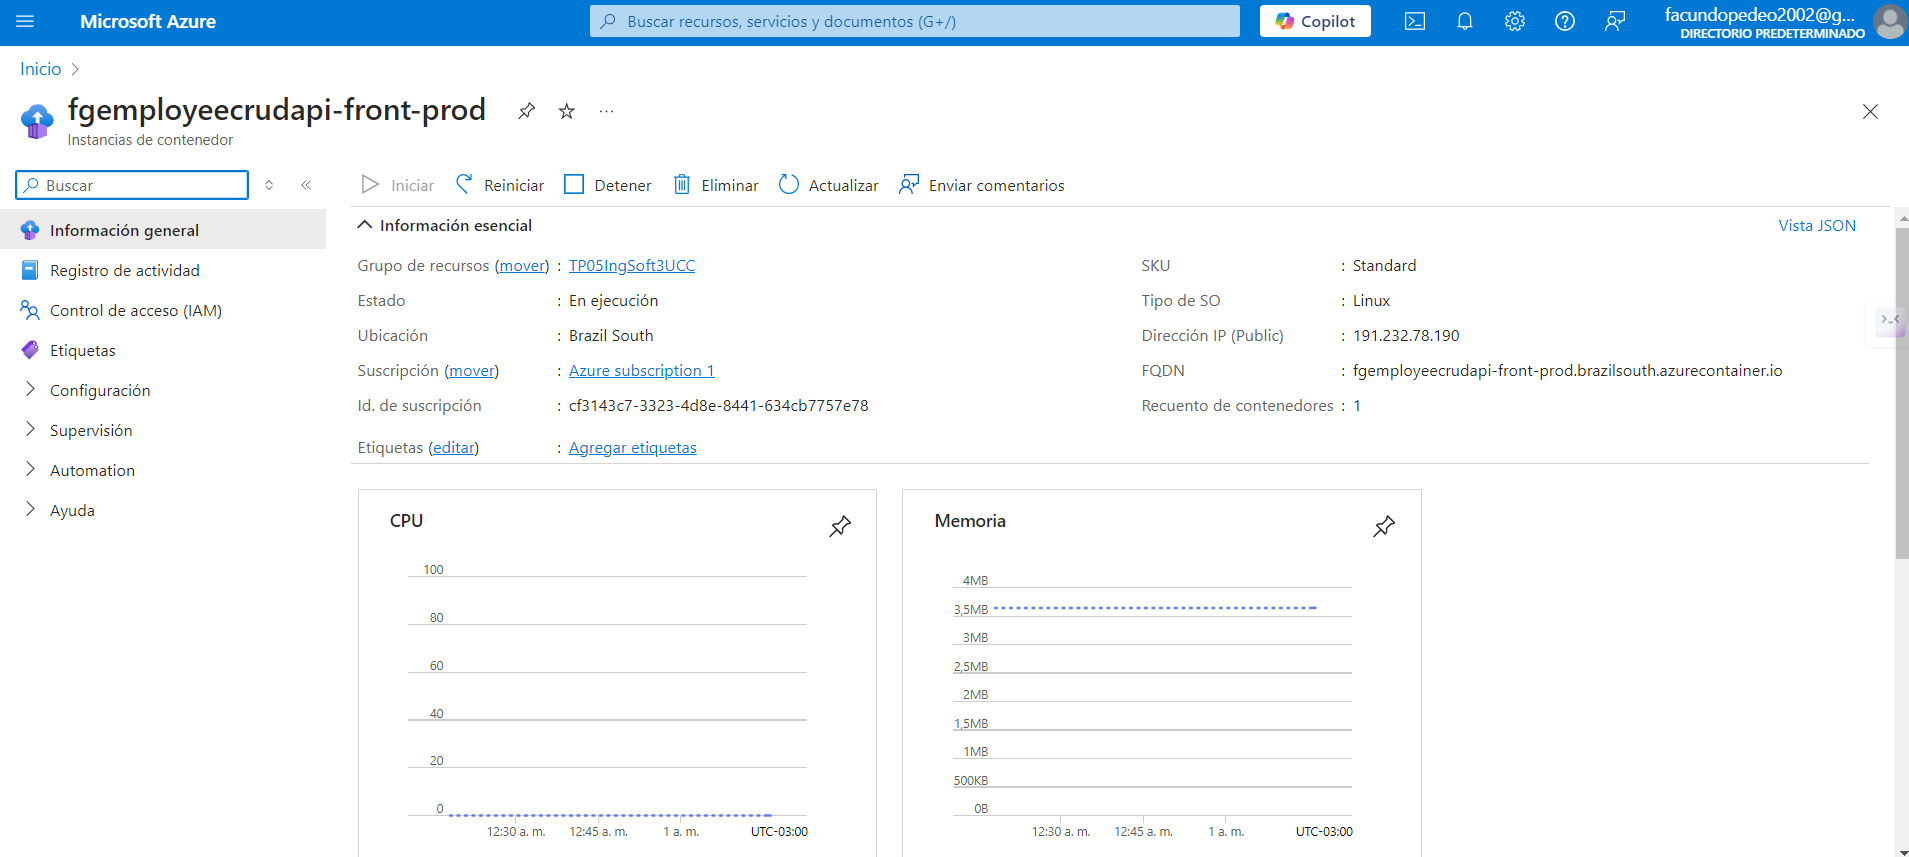 Microsoft Azure
Buscar recursos, servicios y documentos (G+/)
Copilot
facundopedeo2002@g...
DIRECTORIO PREDETERMINADO
Inicio
fgemployeecrudapi-front-prod
Instancias de contenedor
Buscar
Iniciar Reiniciar Detener Eliminar Actualizar Enviar comentarios
Información general
Registro de actividad
Control de acceso (IAM)
Etiquetas
Configuración
Supervisión
Automation
Ayuda
Información esencial
Vista JSON
Grupo de recursos (mover) : TP05IngSoft3UCC
Estado : En ejecución
Ubicación : Brazil South
Suscripción (mover) : Azure subscription 1
Id. de suscripción : cf3143c7-3323-4d8e-8441-634cb7757e78
Etiquetas (editar) : Agregar etiquetas
SKU : Standard
Tipo de SO : Linux
Dirección IP (Public) : 191.232.78.190
FQDN : fgemployeecrudapi-front-prod.brazilsouth.azurecontainer.io
Recuento de contenedores : 1
CPU
100
80
60
40
20
0
12:30 a. m. 12:45 a. m. 1 a. m. UTC-03:00
Memoria
4MB
3,5MB
3MB
2,5MB
2MB
1,5MB
1MB
500KB
0B
12:30 a. m. 12:45 a. m. 1 a. m. UTC-03:00